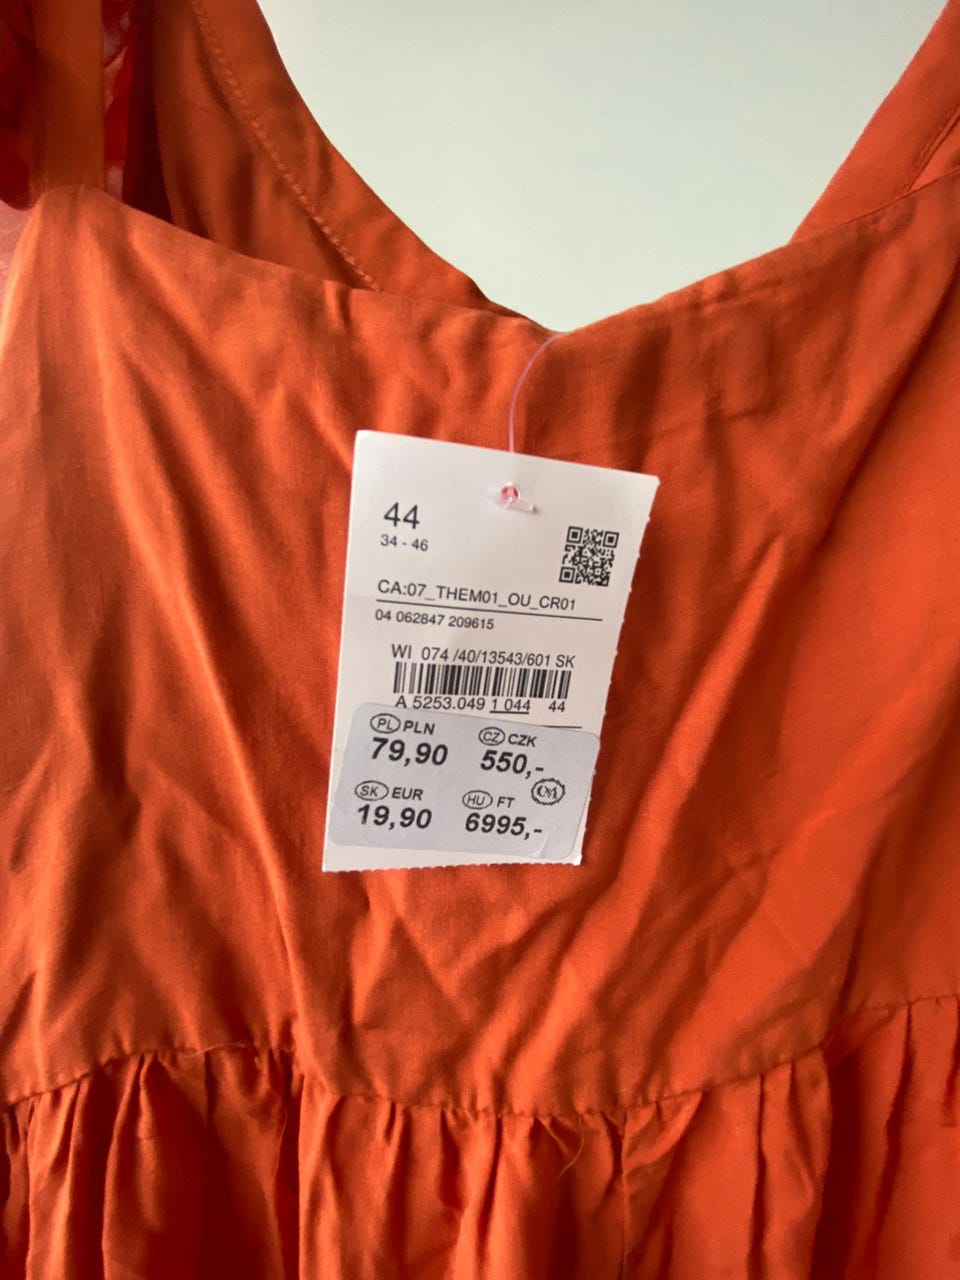 44
34 - 46
CA:07_THEM01_OU_CR01
04 062847 209615
WI 074 /40/13543/601 SK
A 5253.049 1 044 44
PL PLN CZ CZK
79,90 550,-
SK EUR HU FT C&A
19,90 6995,-